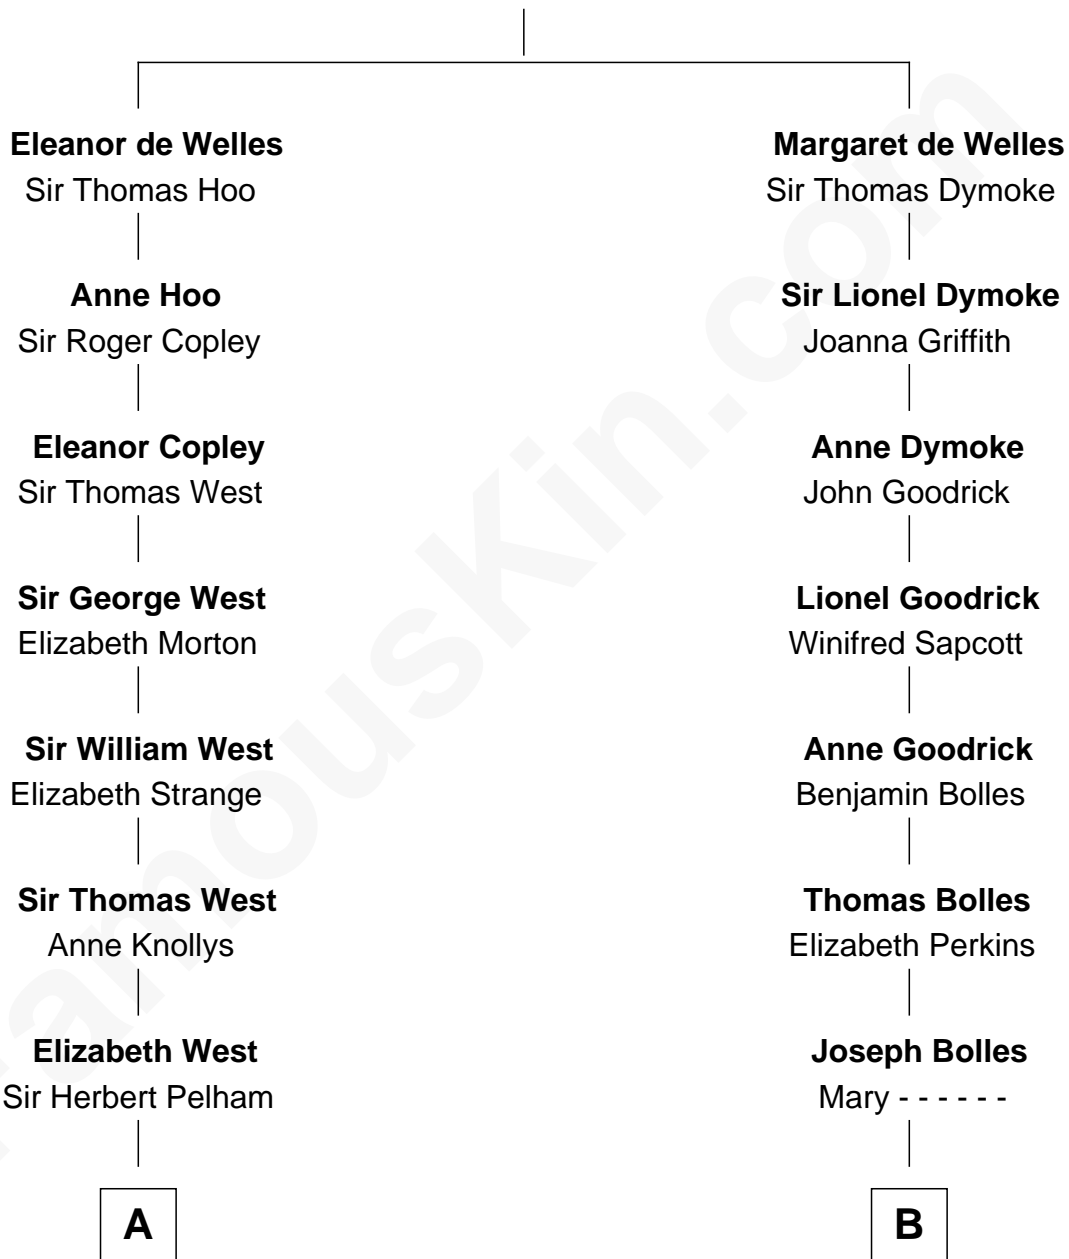 Eleanor de Welles
Sir Thomas Hoo
Margaret de Welles
Sir Thomas Dymoke
Anne Hoo
Sir Roger Copley
Sir Lionel Dymoke
Joanna Griffith
Eleanor Copley
Sir Thomas West
Anne Dymoke
John Goodrick
Sir George West
Elizabeth Morton
Lionel Goodrick
Winifred Sapcott
Sir William West
Elizabeth Strange
Anne Goodrick
Benjamin Bolles
Sir Thomas West
Anne Knollys
Thomas Bolles
Elizabeth Perkins
Elizabeth West
Sir Herbert Pelham
Joseph Bolles
Mary - - - - - -
A
B
FamousKin.com